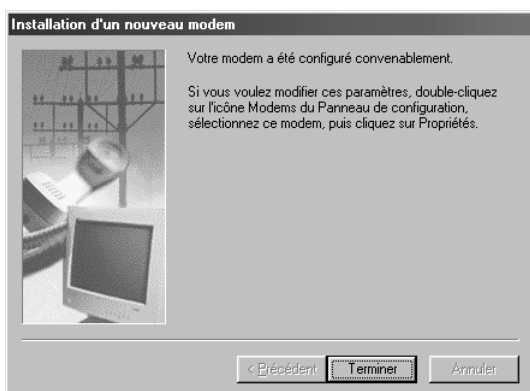 Installation d'un nouveau modem
Votre modem a été configuré convenablement.
Si vous voulez modifier ces paramètres, double-cliquez
sur l'icône Modems du Panneau de configuration,
sélectionnez ce modem, puis cliquez sur Propriétés.
< Précédent
Terminer
Annuler